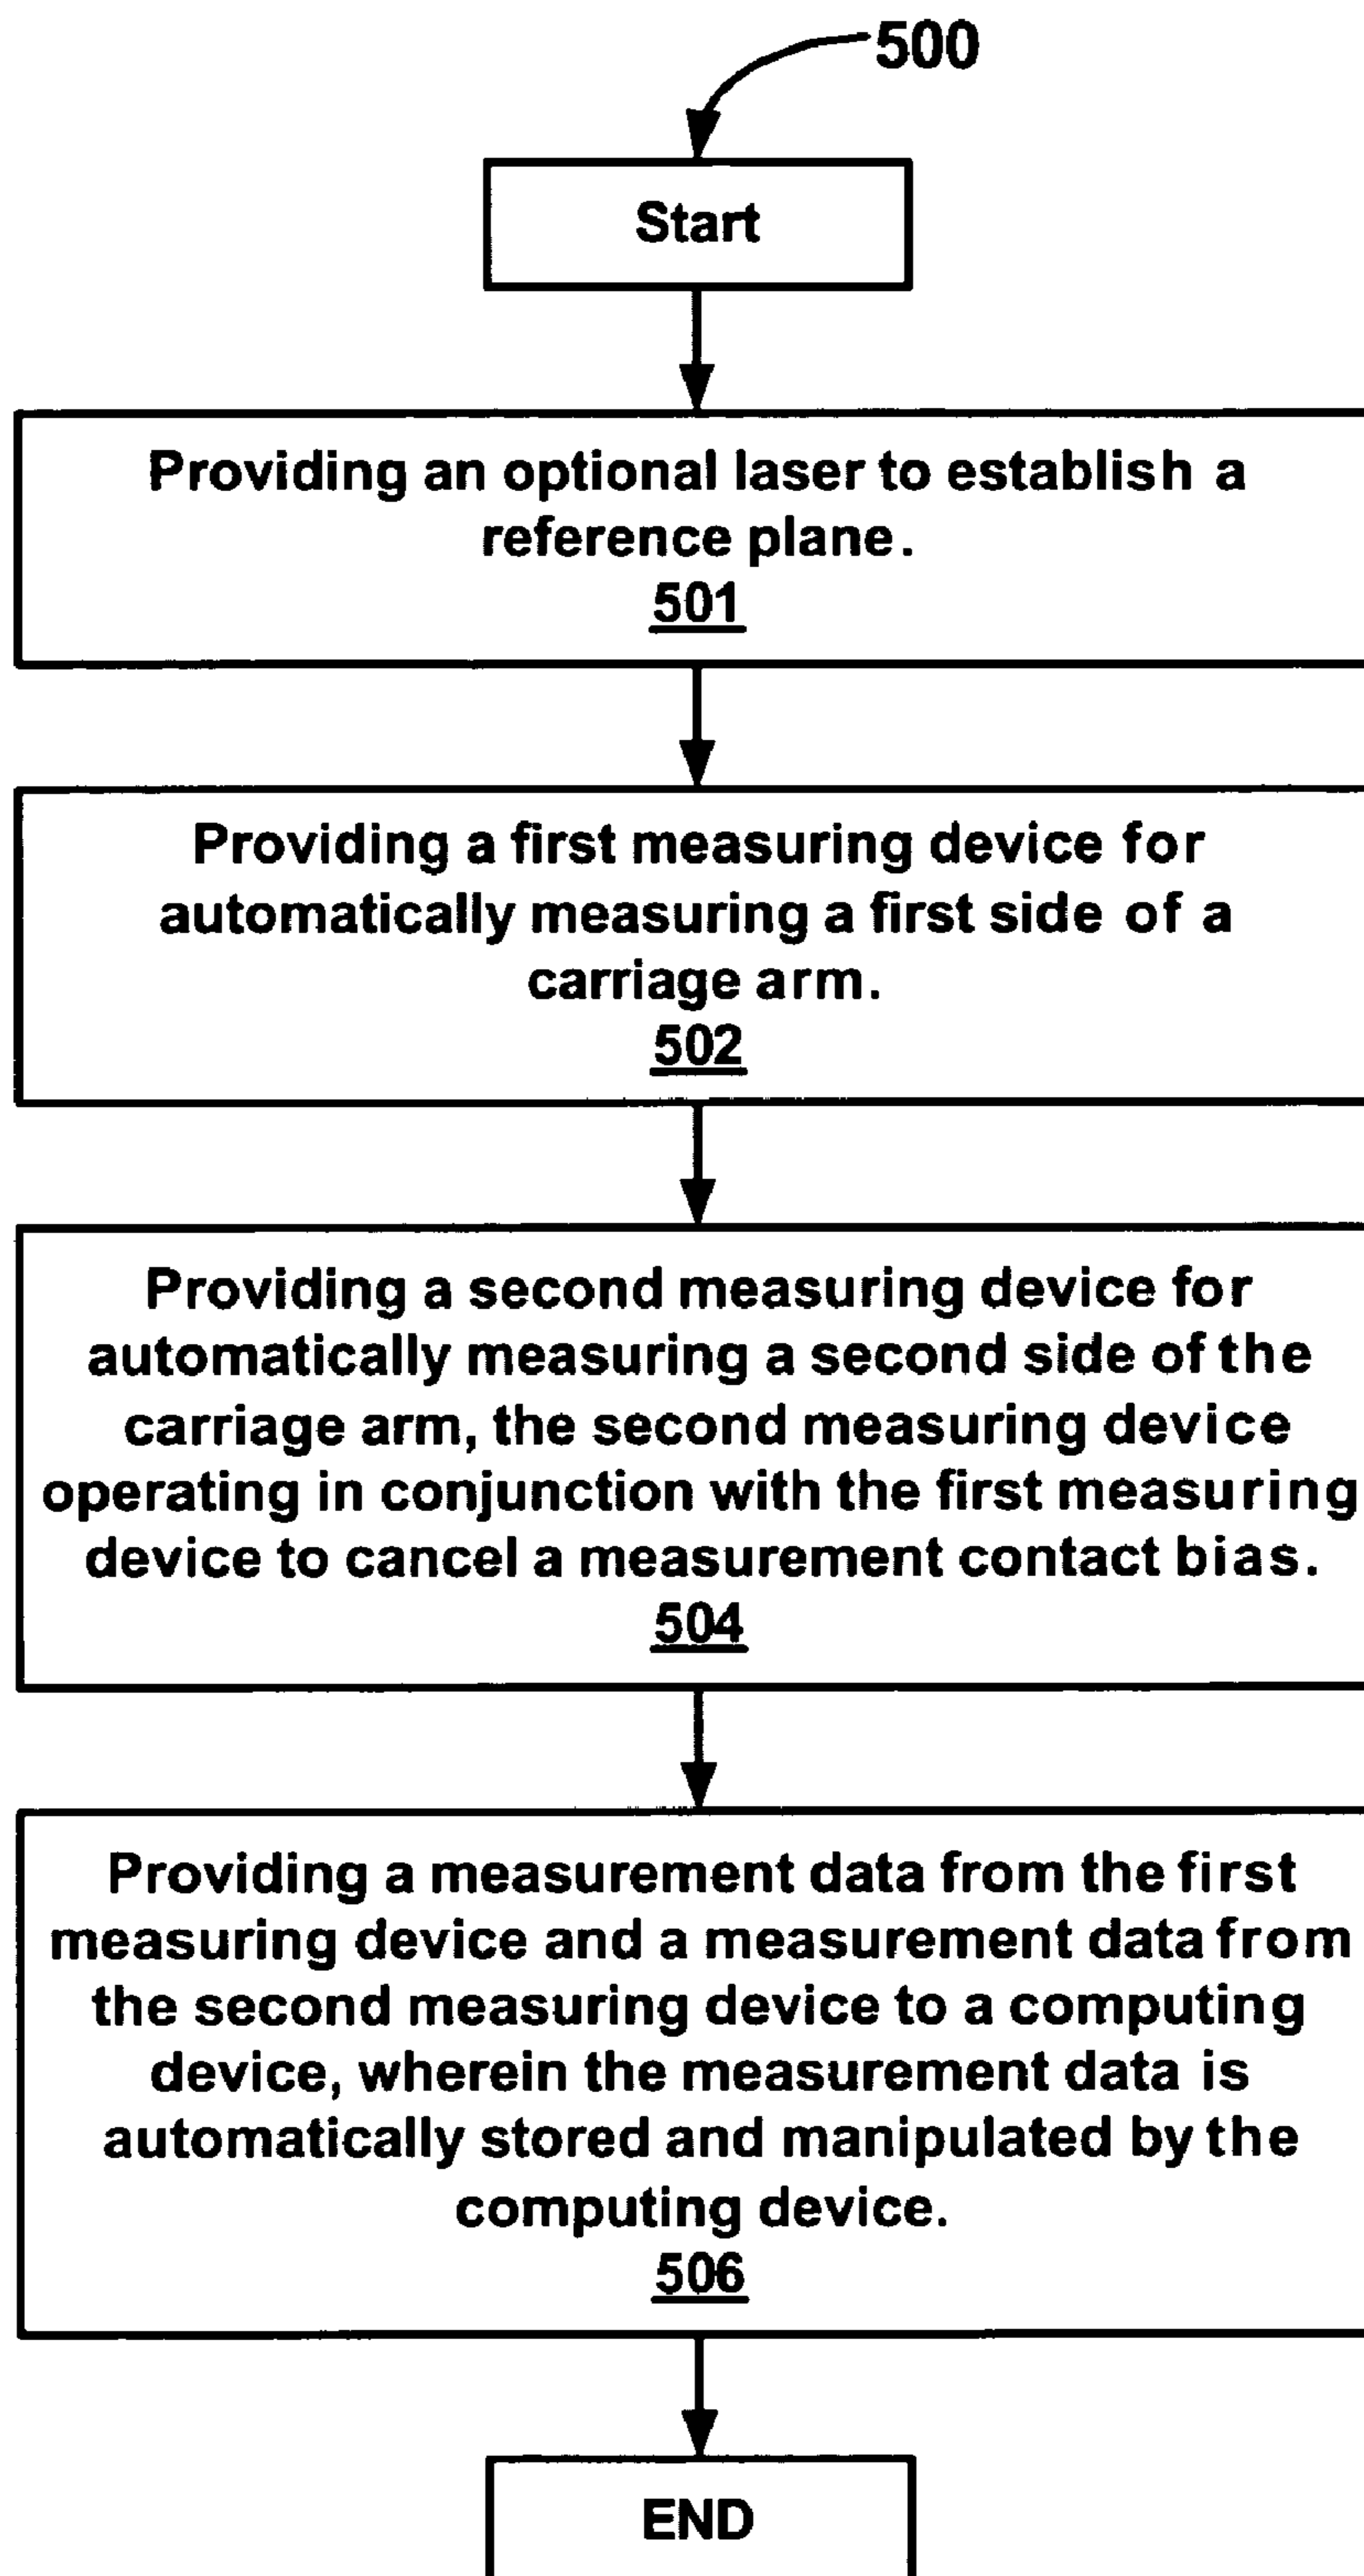 500
Start
Providing an optional laser to establish a
reference plane.
501
Providing a first measuring device for
automatically measuring a first side of a
carriage arm.
502
Providing a second measuring device for
automatically measuring a second side of the
carriage arm, the second measuring device
operating in conjunction with the first measuring
device to cancel a measurement contact bias.
504
Providing a measurement data from the first
measuring device and a measurement data from
the second measuring device to a computing
device, wherein the measurement data is
automatically stored and manipulated by the
computing device.
506
END